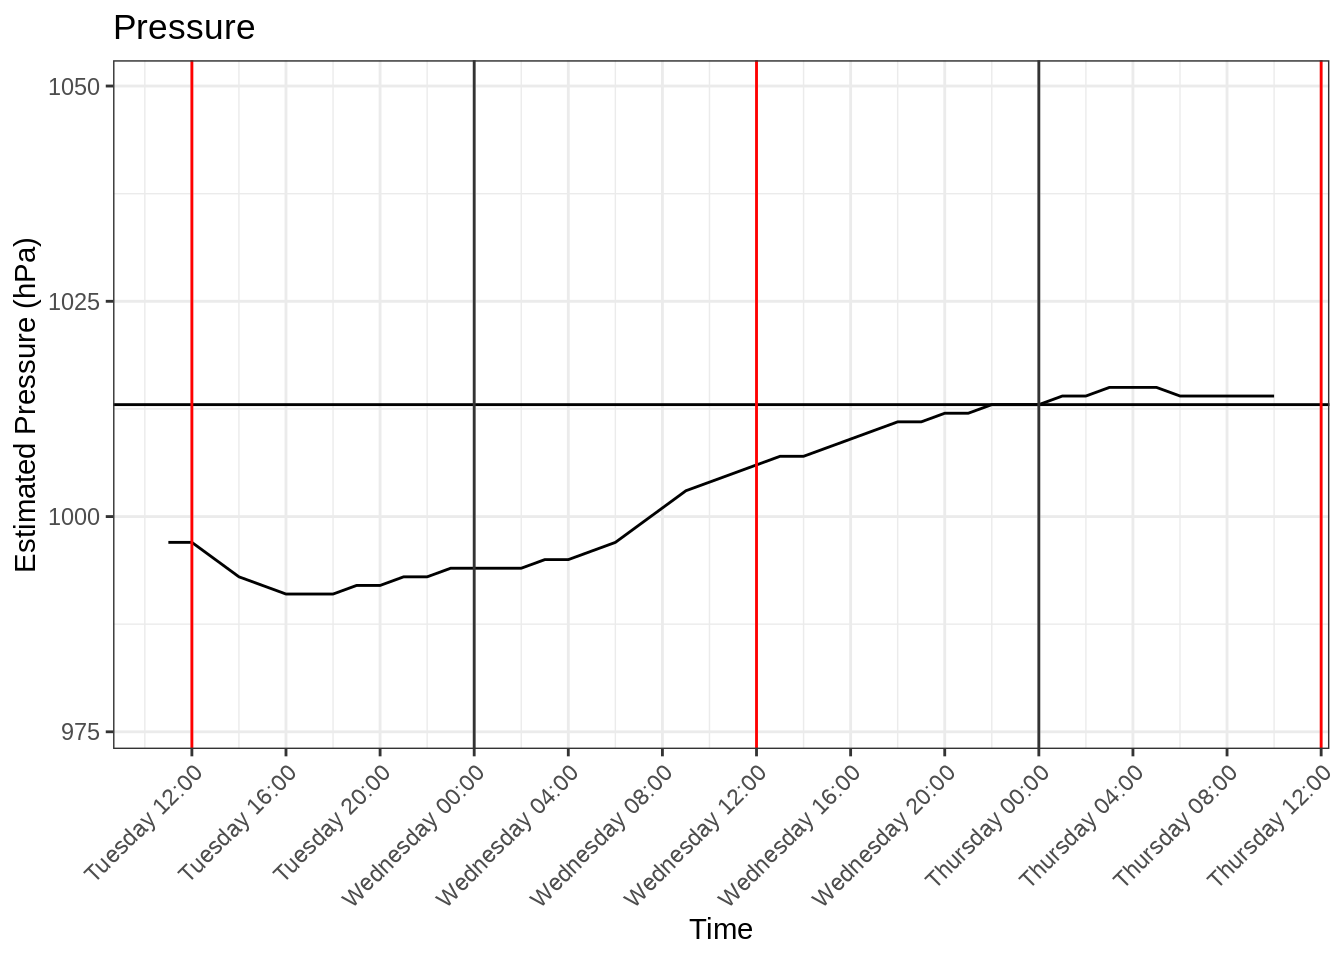 Pressure
Estimated Pressure (hPa)
1050
1025
1000
975
Tuesday 12:00
Tuesday 16:00
Tuesday 20:00
Wednesday 00:00
Wednesday 04:00
Wednesday 08:00
Wednesday 12:00
Wednesday 16:00
Wednesday 20:00
Thursday 00:00
Thursday 04:00
Thursday 08:00
Thursday 12:00
Time